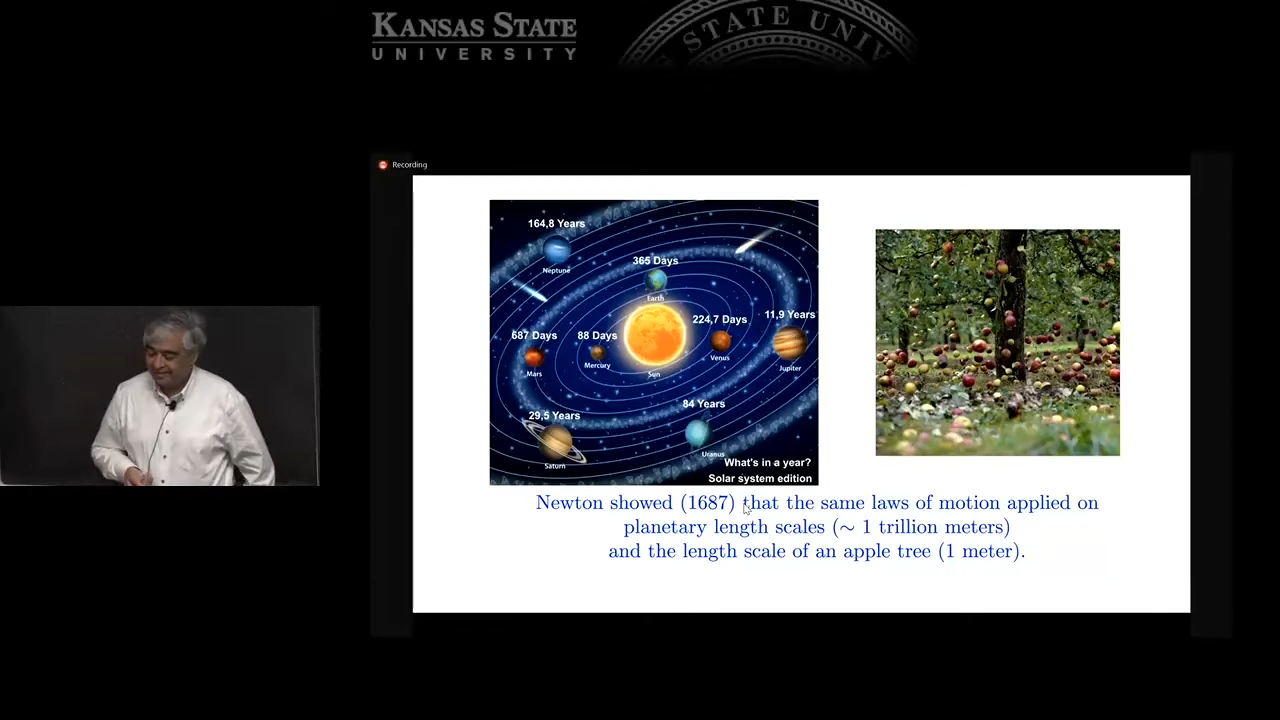 KANSAS STATE
UNIVERSITY
STATE UNIV
Recording
164,8 Years
Neptune
365 Days
Earth
687 Days
Mars
88 Days
Mercury
Sun
224,7 Days
Venus
11,9 Years
Jupiter
84 Years
Uranus
29,5 Years
Saturn
What's in a year?
Solar system edition
Newton showed (1687) that the same laws of motion applied on
planetary length scales (∼ 1 trillion meters)
and the length scale of an apple tree (1 meter).